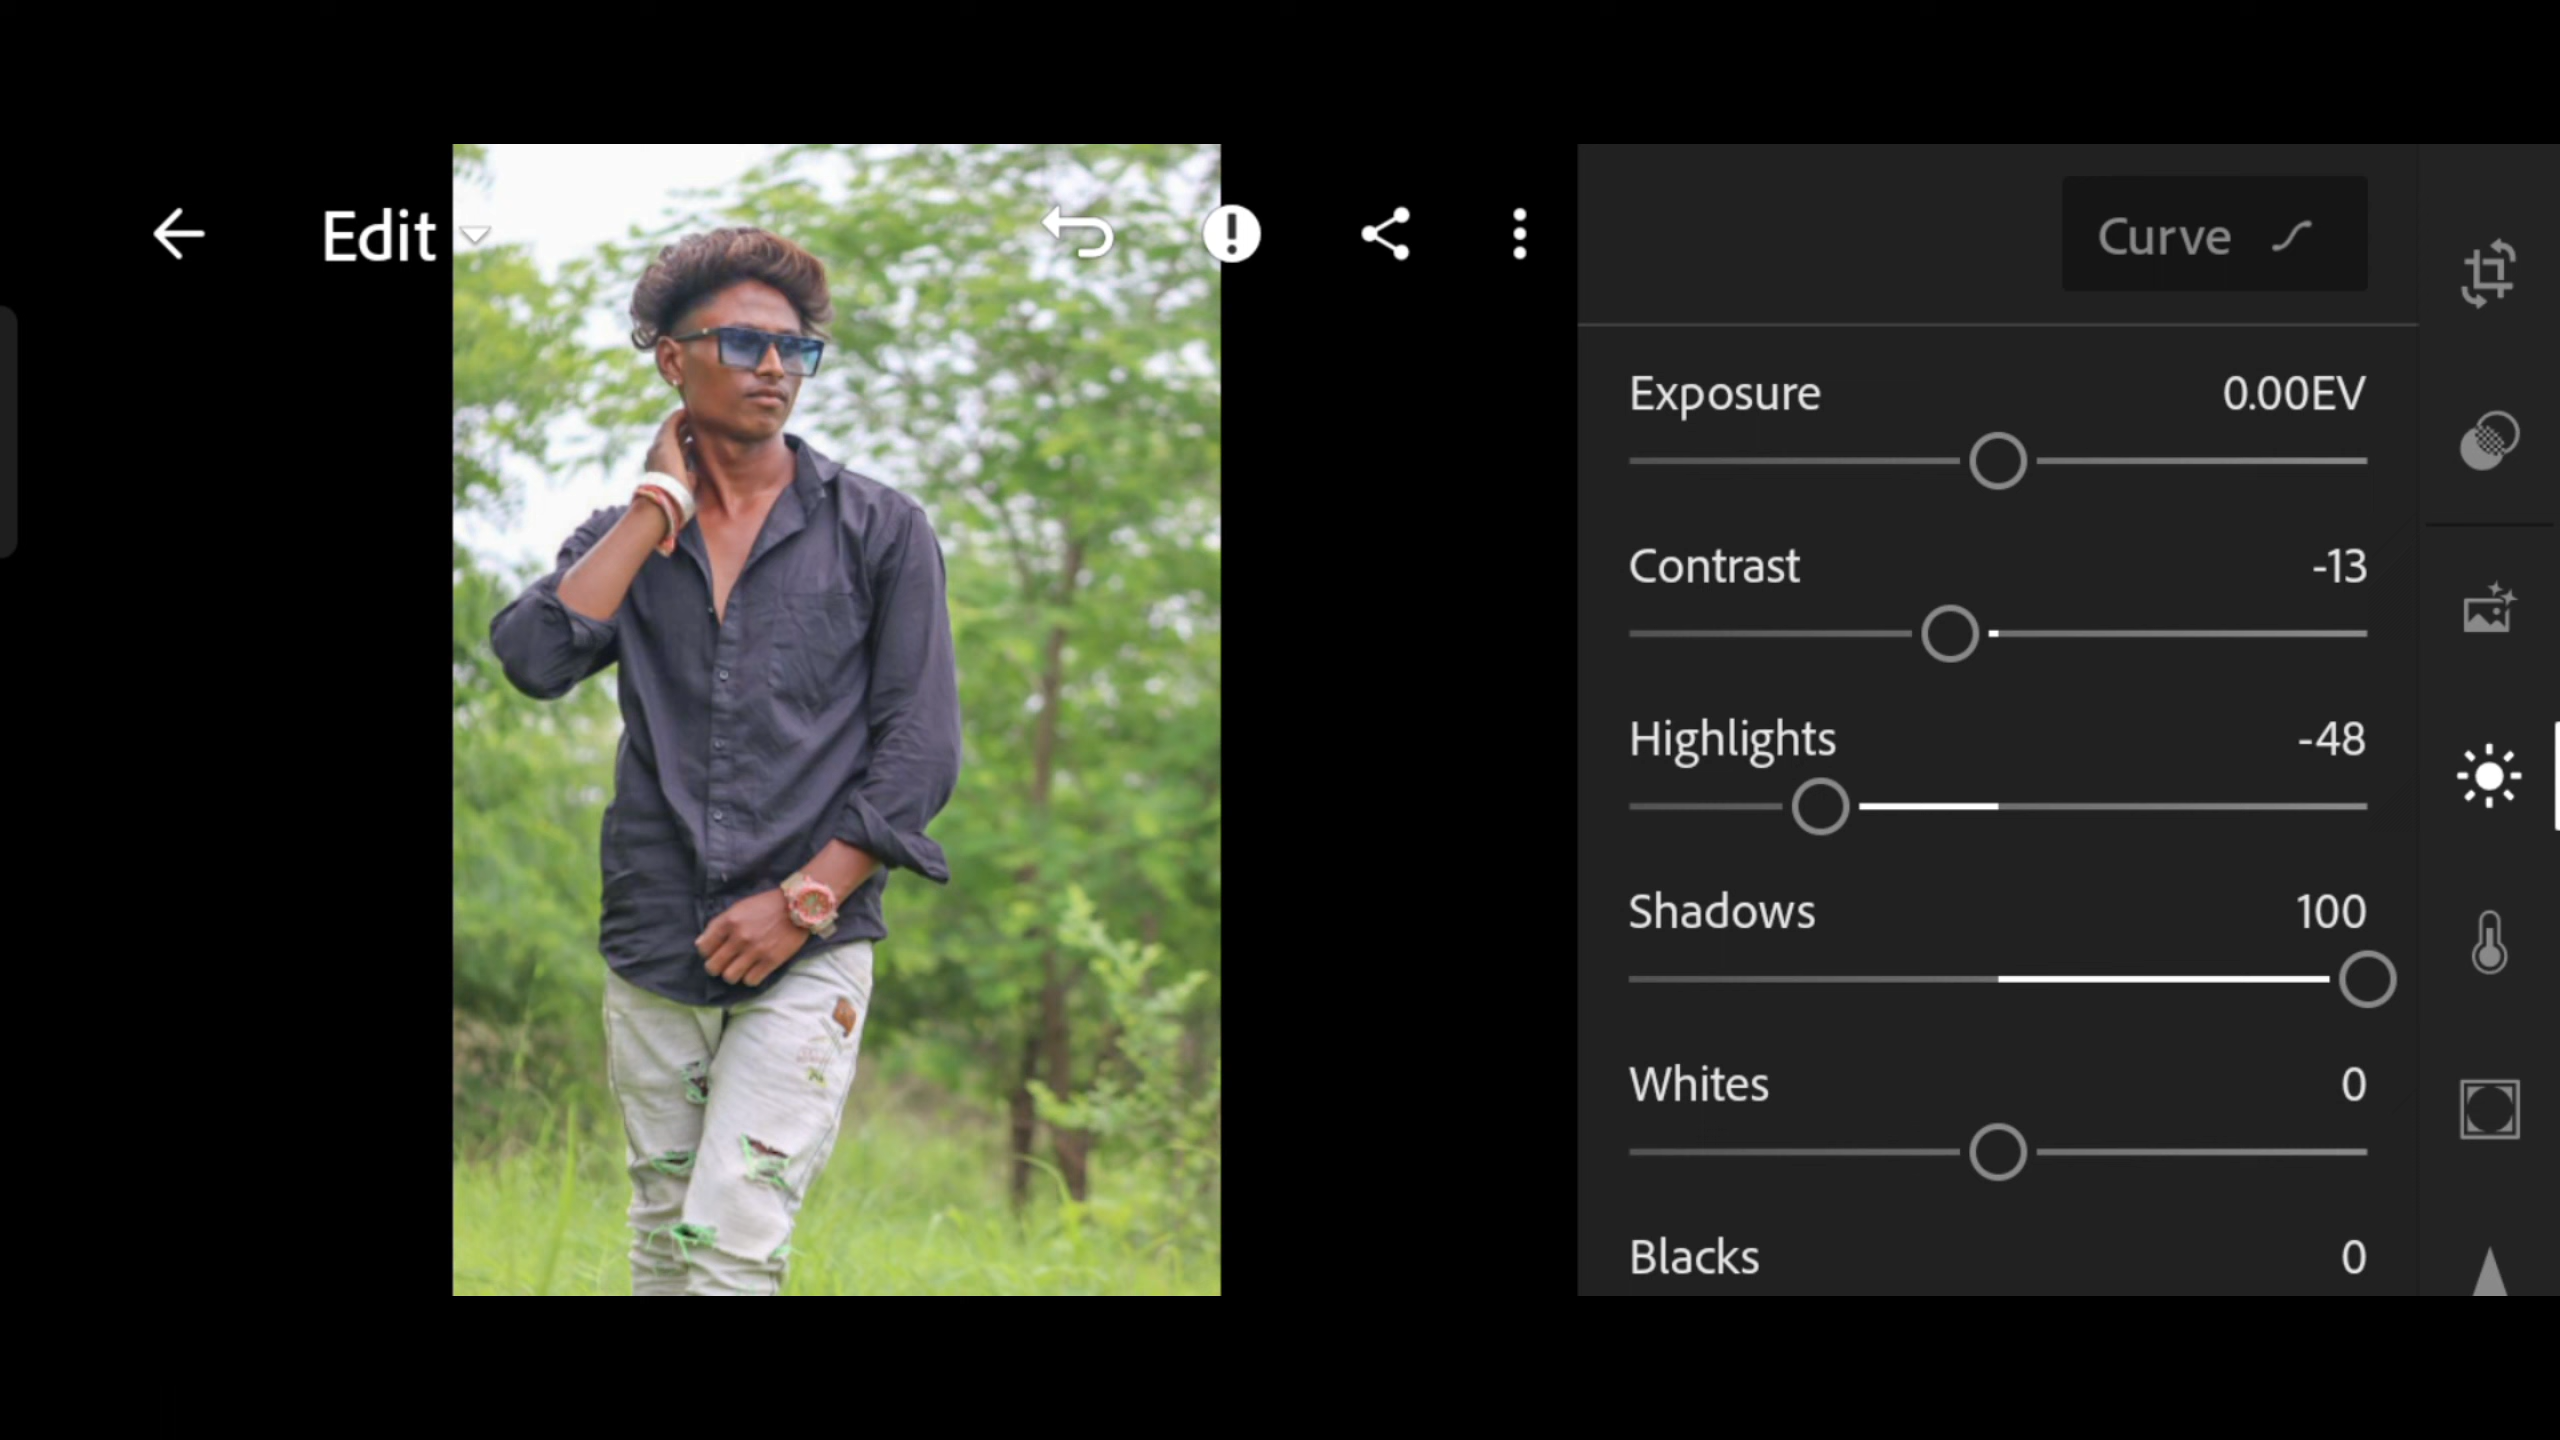 Edit
Curve
Exposure 0.00EV
Contrast -13
Highlights -48
Shadows 100
Whites 0
Blacks 0